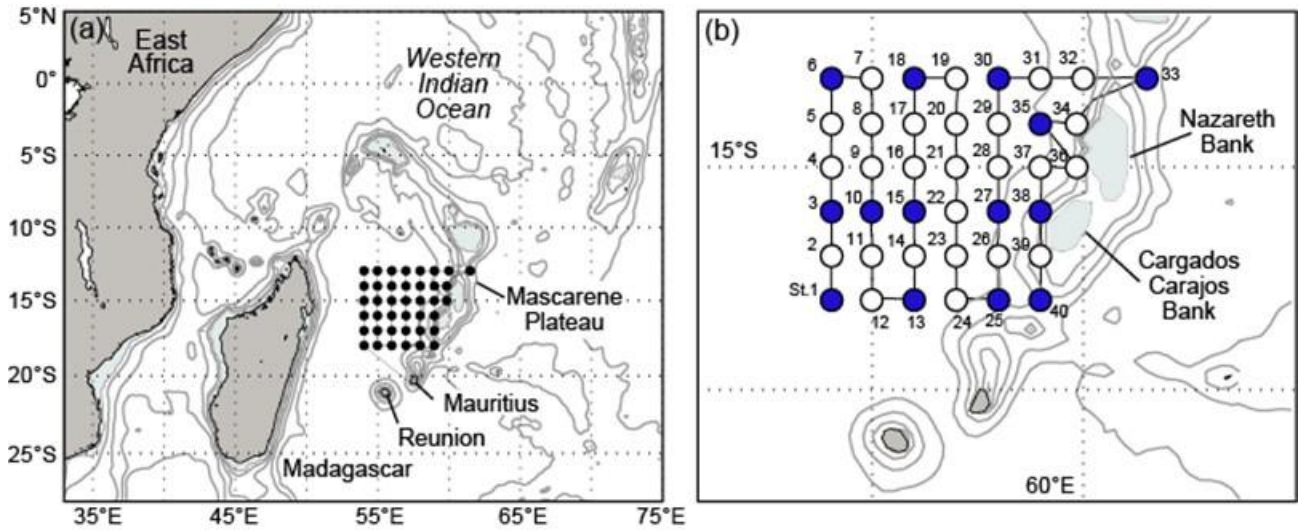 (a)
East
Africa
Western
Indian
Ocean
Mascarene
Plateau
Mauritius
Reunion
Madagascar
5°N
0°
5°S
10°S
15°S
20°S
25°S
35°E
45°E
55°E
65°E
75°E
(b)
6 7 18 19 30 31 32 33
5 8 17 20 29 35 34
4 9 16 21 28 37 36
3 10 15 22 27 38
2 11 14 23 26 39
St.1 12 13 24 25 40
15°S
Nazareth
Bank
Cargados
Carajos
Bank
60°E